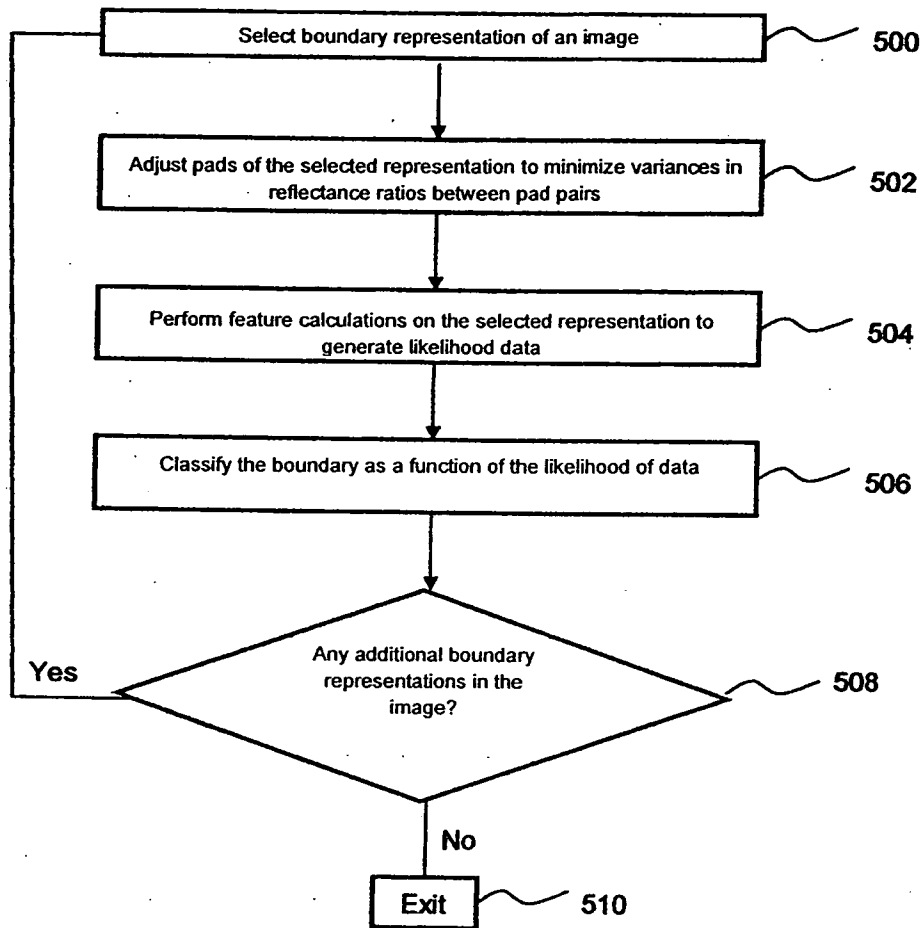 Select boundary representation of an image
500
Adjust pads of the selected representation to minimize variances in
reflectance ratios between pad pairs
502
Perform feature calculations on the selected representation to
generate likelihood data
504
Classify the boundary as a function of the likelihood of data
506
Any additional boundary
representations in the
image?
508
Yes
No
Exit
510